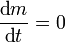 dm/dt = 0